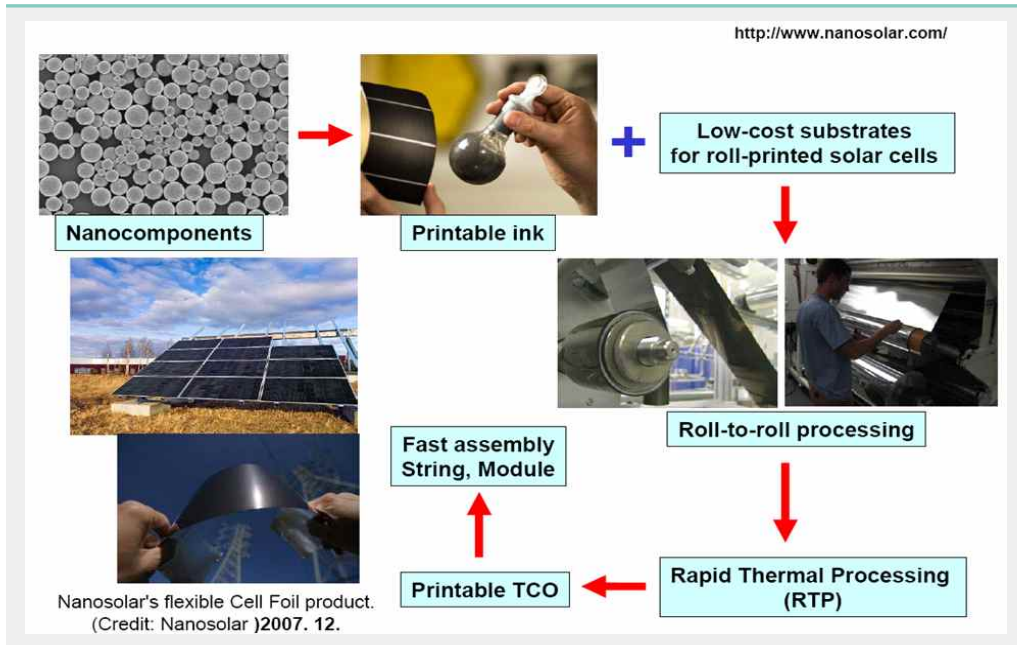 http://www.nanosolar.com/
Nanocomponents
Printable ink
+
Low-cost substrates
for roll-printed solar cells
Roll-to-roll processing
Rapid Thermal Processing
(RTP)
Printable TCO
Fast assembly
String, Module
Nanosolar's flexible Cell Foil product.
(Credit: Nanosolar )2007. 12.